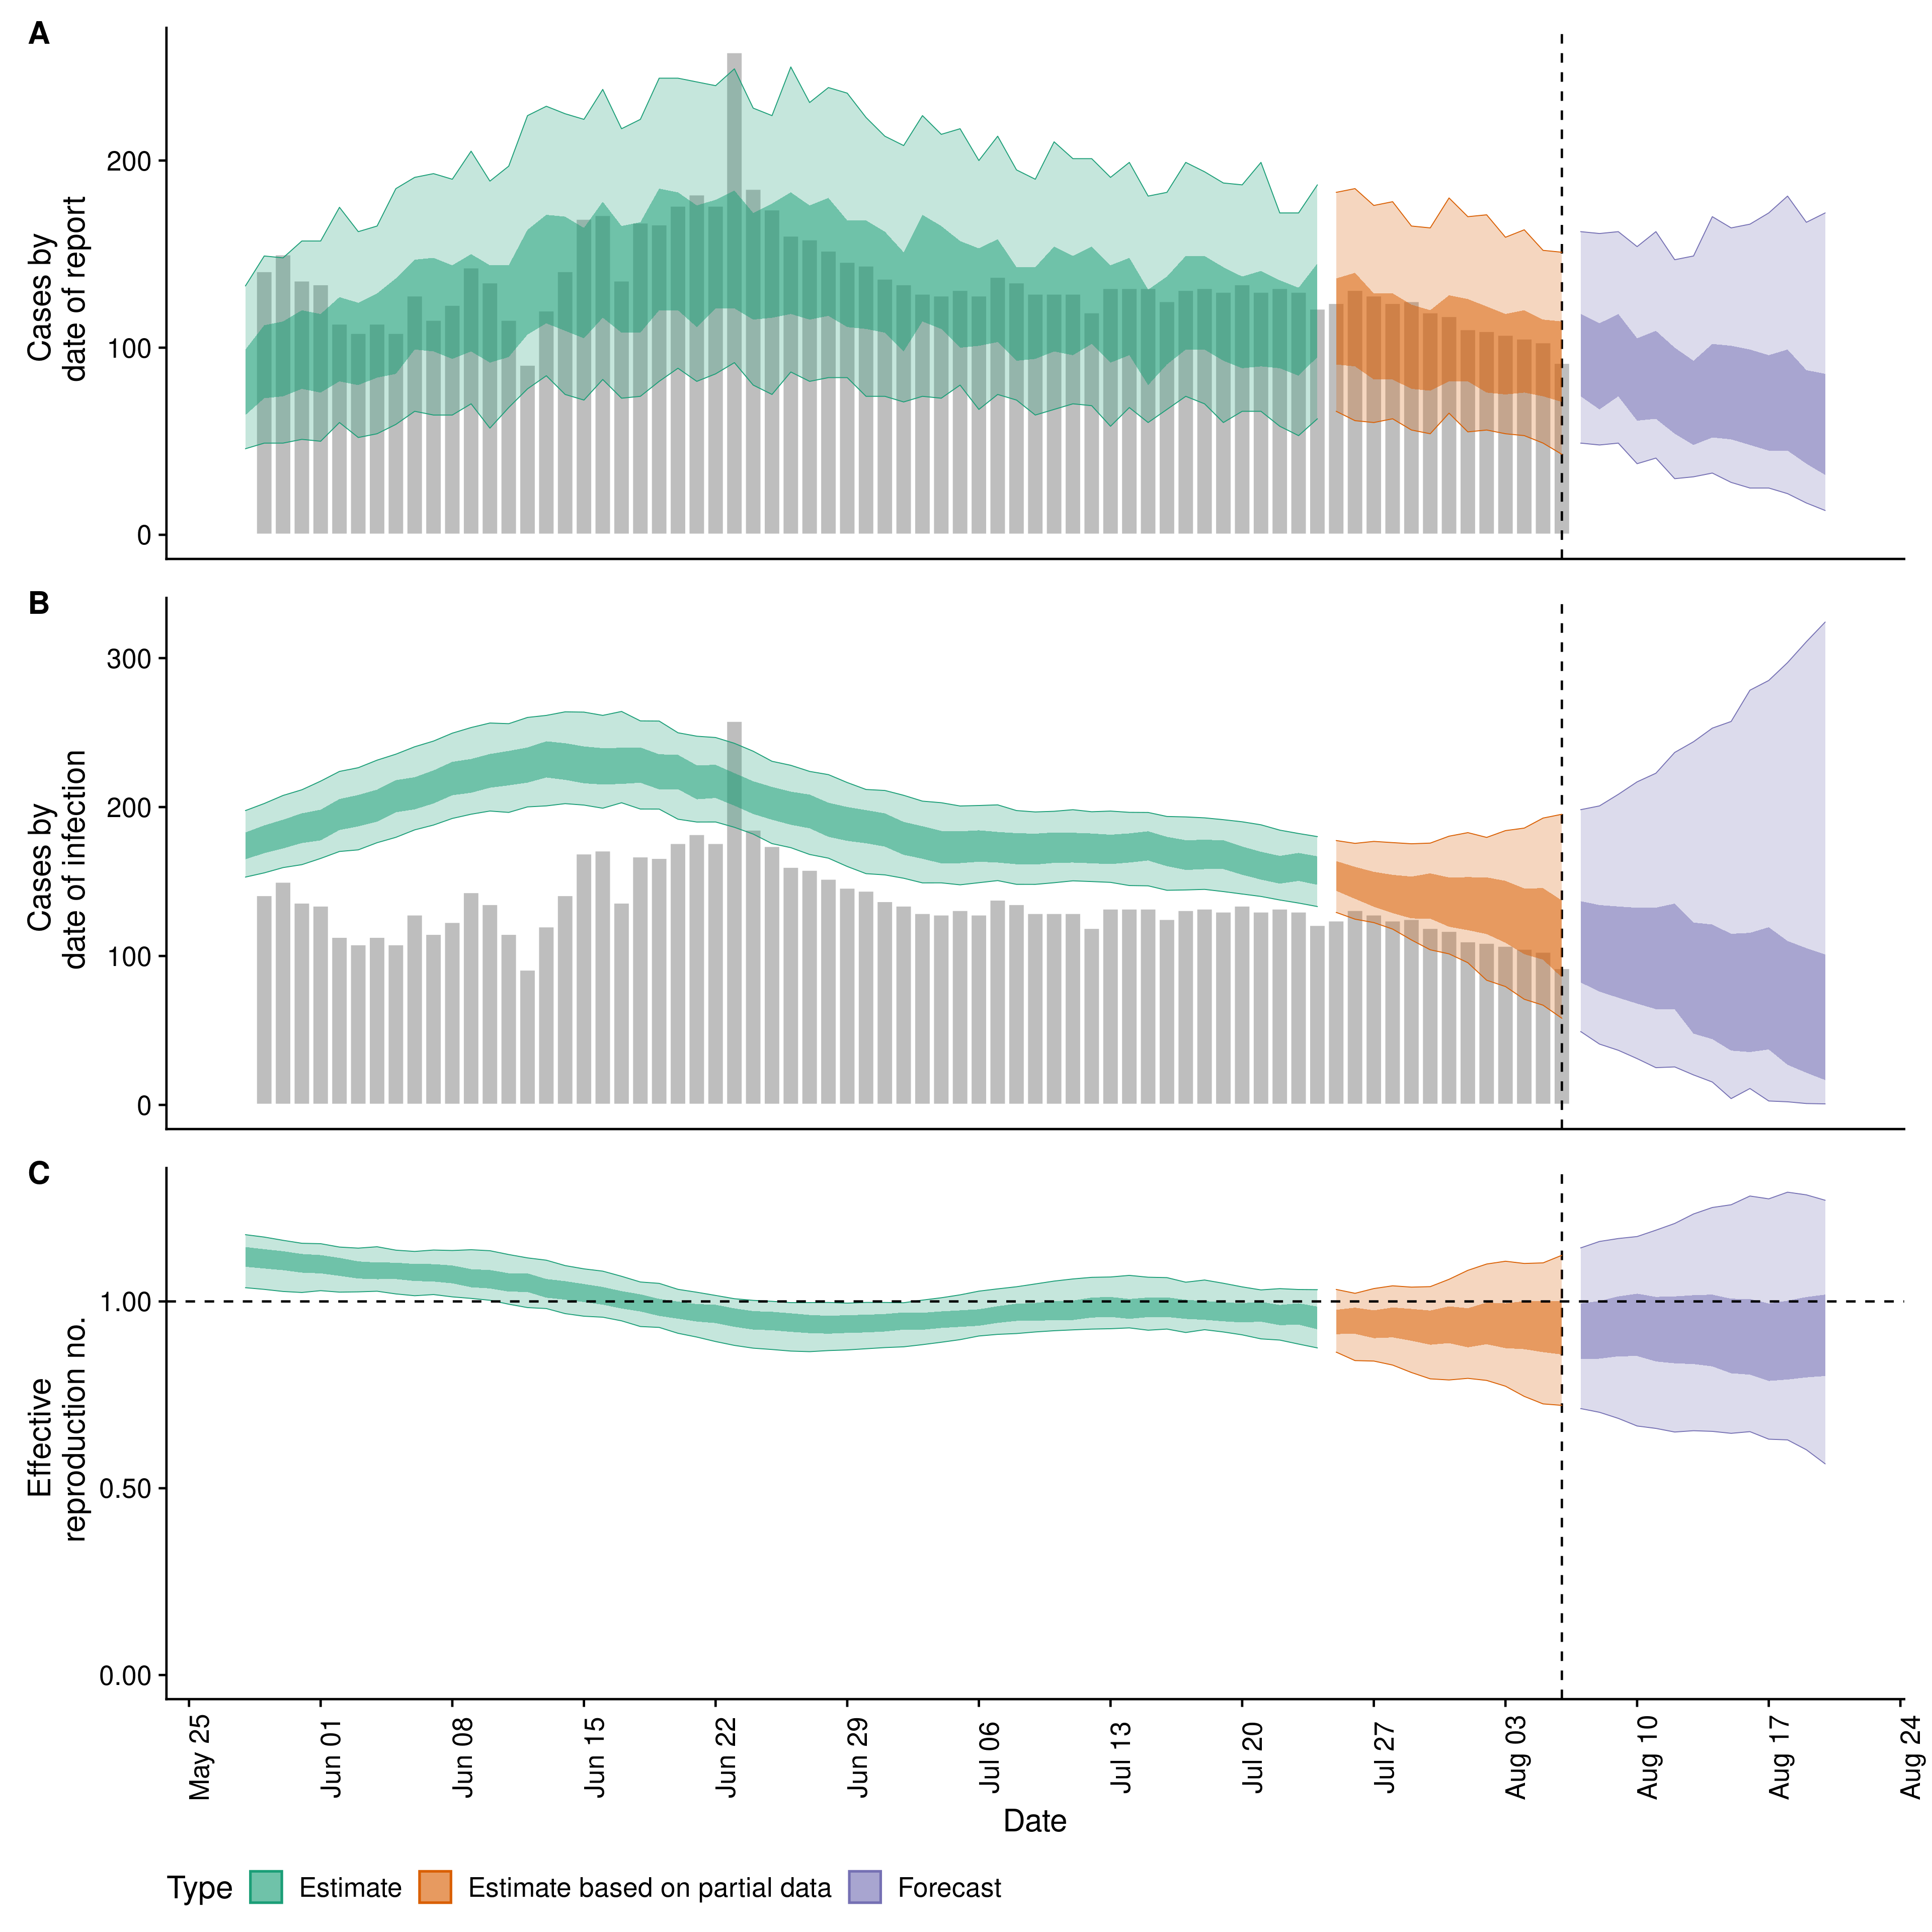 A
Cases by
date of report
200
100
0
B
Cases by
date of infection
300
200
100
0
C
Effective
reproduction no.
1.00
0.50
0.00
May 25
Jun 01
Jun 08
Jun 15
Jun 22
Jun 29
Jul 06
Jul 13
Jul 20
Jul 27
Aug 03
Aug 10
Aug 17
Aug 24
Date
Type Estimate Estimate based on partial data Forecast